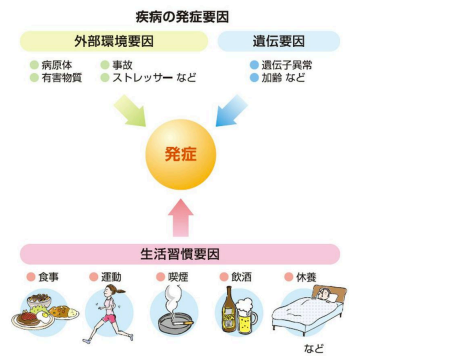 疾病の発症要因
外部環境要因
遺伝要因
病原体
事故
有害物質
ストレッサー など
遺伝子異常
加齢 など
発症
生活習慣要因
食事
運動
喫煙
飲酒
休養
など